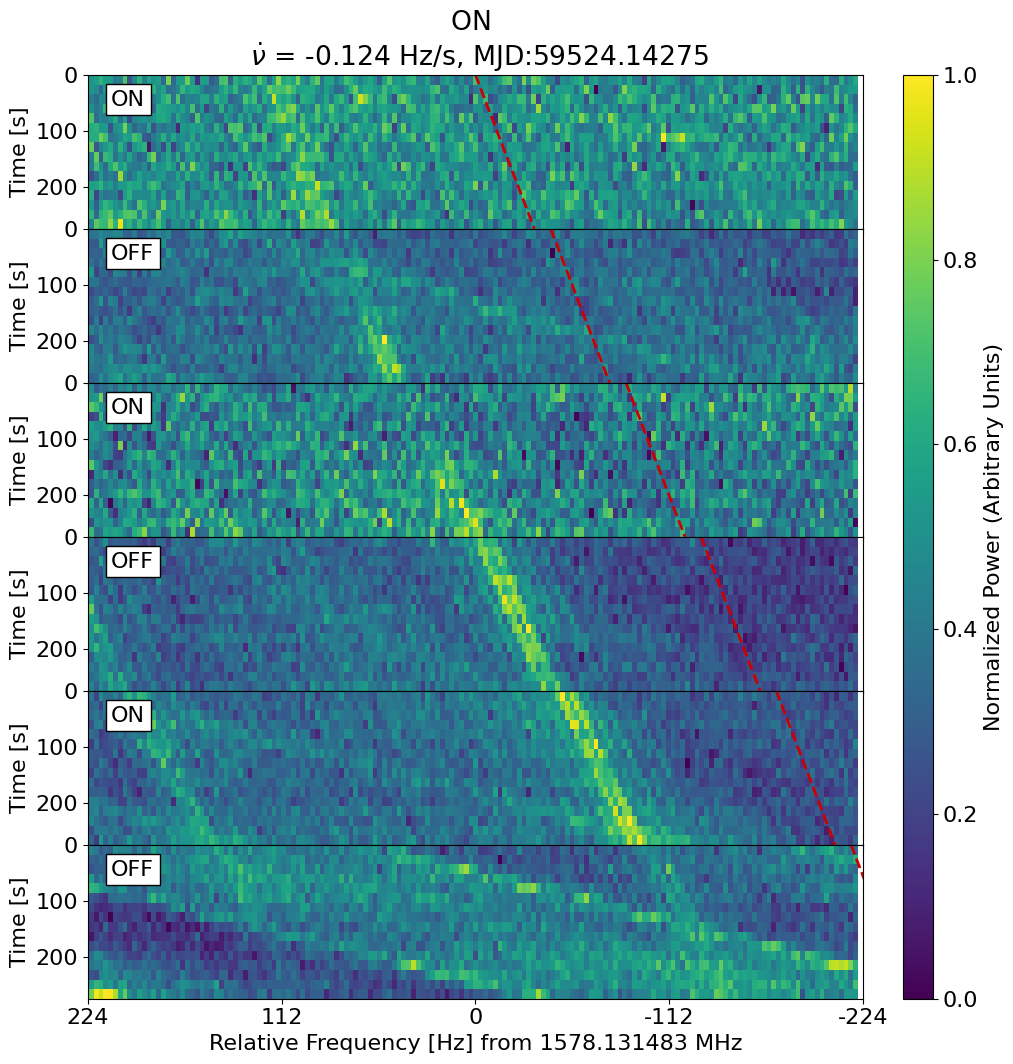 ON
ν̇ = -0.124 Hz/s, MJD:59524.14275
0
ON
100
200
Time [s]
0
OFF
100
200
Time [s]
0
ON
100
200
Time [s]
0
OFF
100
200
Time [s]
0
ON
100
200
Time [s]
0
OFF
100
200
Time [s]
224 112 0 -112 -224
Relative Frequency [Hz] from 1578.131483 MHz
1.0
0.8
0.6
0.4
0.2
0.0
Normalized Power (Arbitrary Units)